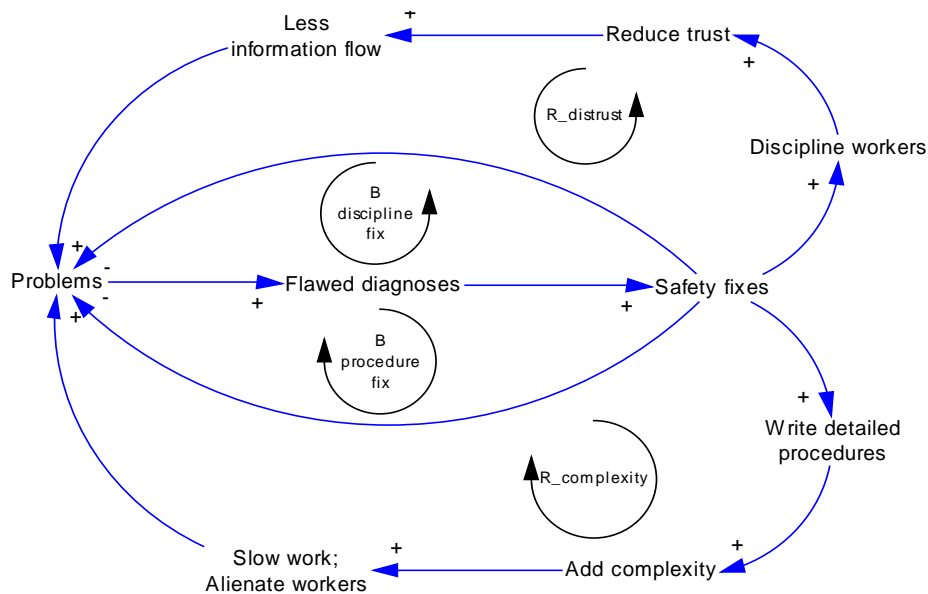 Less
information flow
+
Reduce trust
+
R_distrust
Discipline workers
+
B
discipline
fix
+
-
Problems
Flawed diagnoses
Safety fixes
+
+
-
+
B
procedure
fix
+
Write detailed
procedures
R_complexity
+
+
Slow work;
Alienate workers
Add complexity